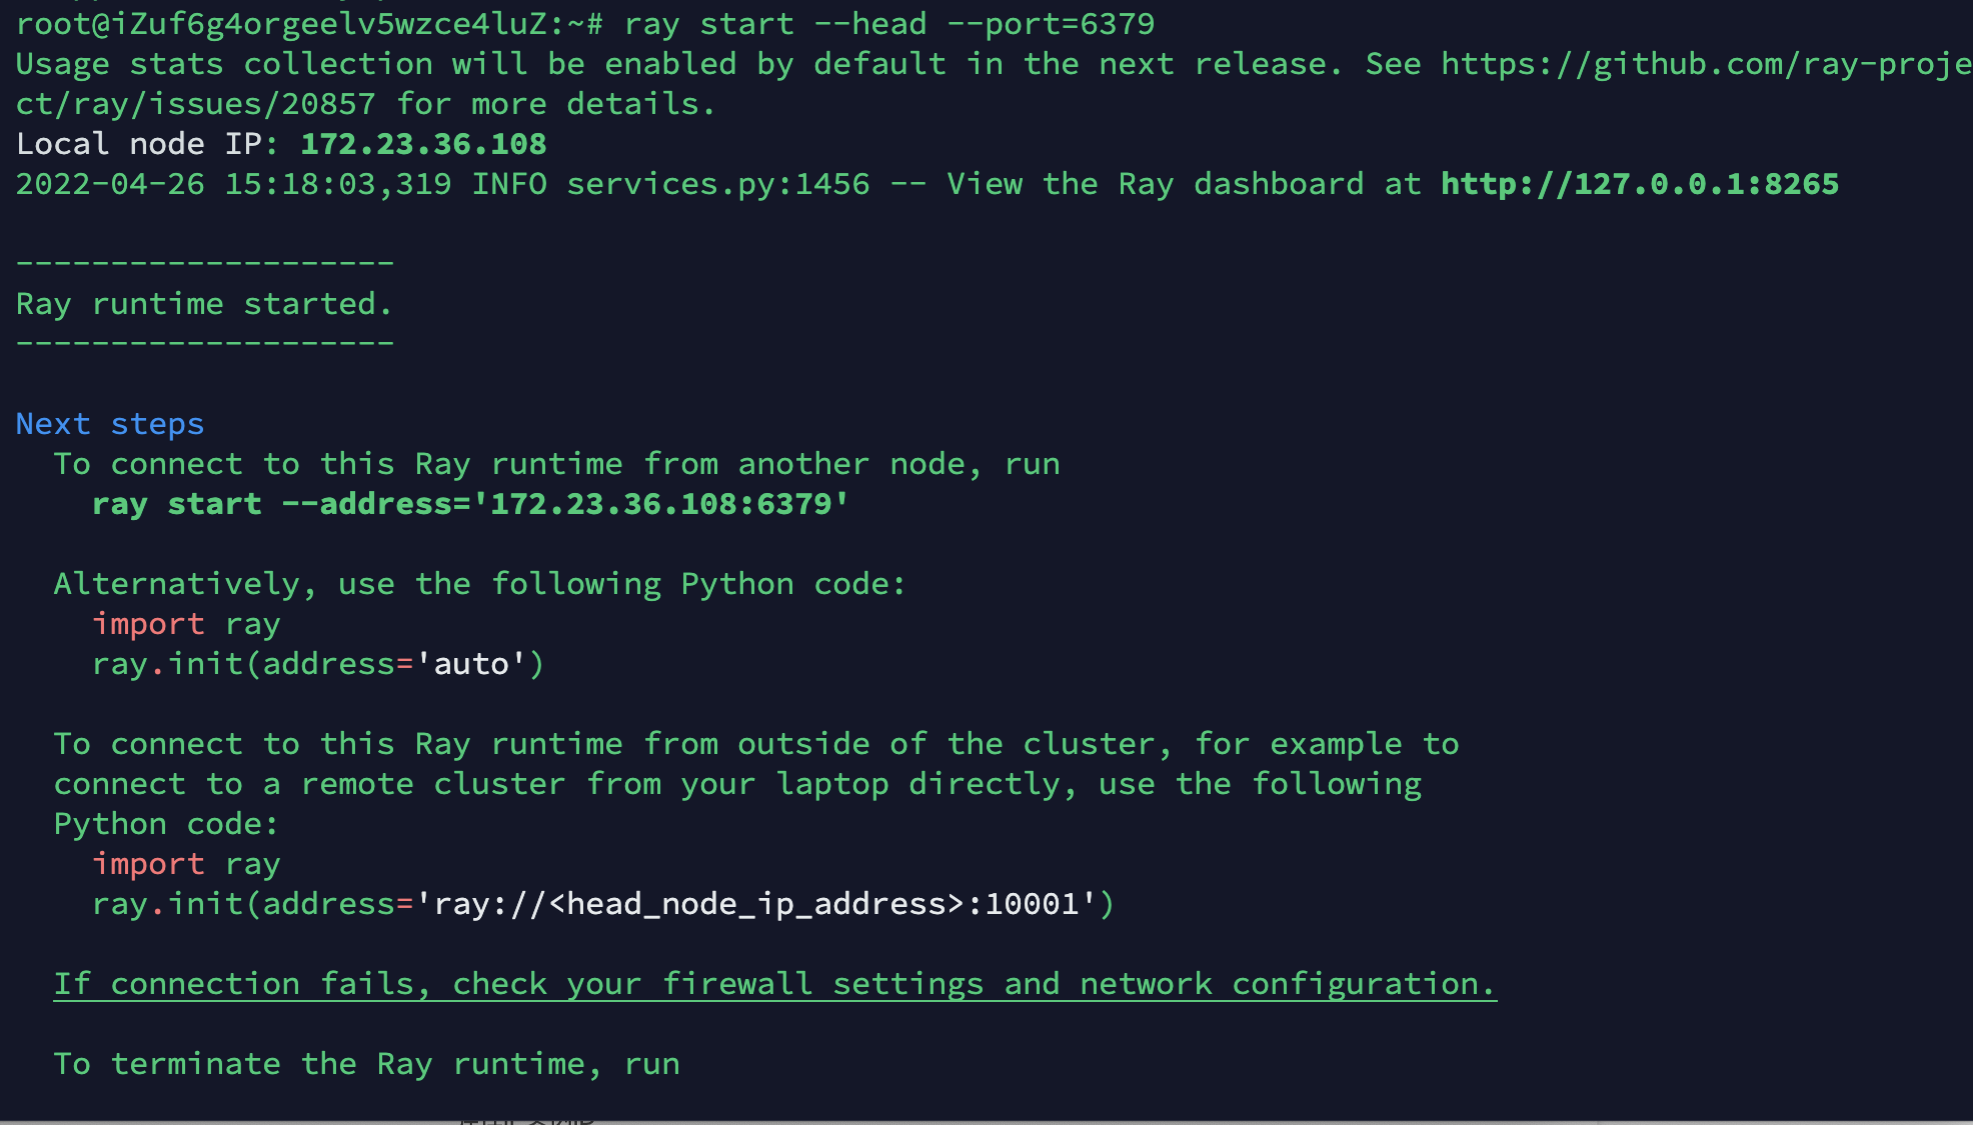 root@iZuf6g4orgeelv5wzce4luZ:~# ray start --head --port=6379
Usage stats collection will be enabled by default in the next release. See https://github.com/ray-proje
ct/ray/issues/20857 for more details.
Local node IP: 172.23.36.108
2022-04-26 15:18:03,319 INFO services.py:1456 -- View the Ray dashboard at http://127.0.0.1:8265
--------------------
Ray runtime started.
--------------------
Next steps
To connect to this Ray runtime from another node, run
ray start --address='172.23.36.108:6379'
Alternatively, use the following Python code:
import ray
ray.init(address='auto')
To connect to this Ray runtime from outside of the cluster, for example to
connect to a remote cluster from your laptop directly, use the following
Python code:
import ray
ray.init(address='ray://<head_node_ip_address>:10001')
If connection fails, check your firewall settings and network configuration.
To terminate the Ray runtime, run